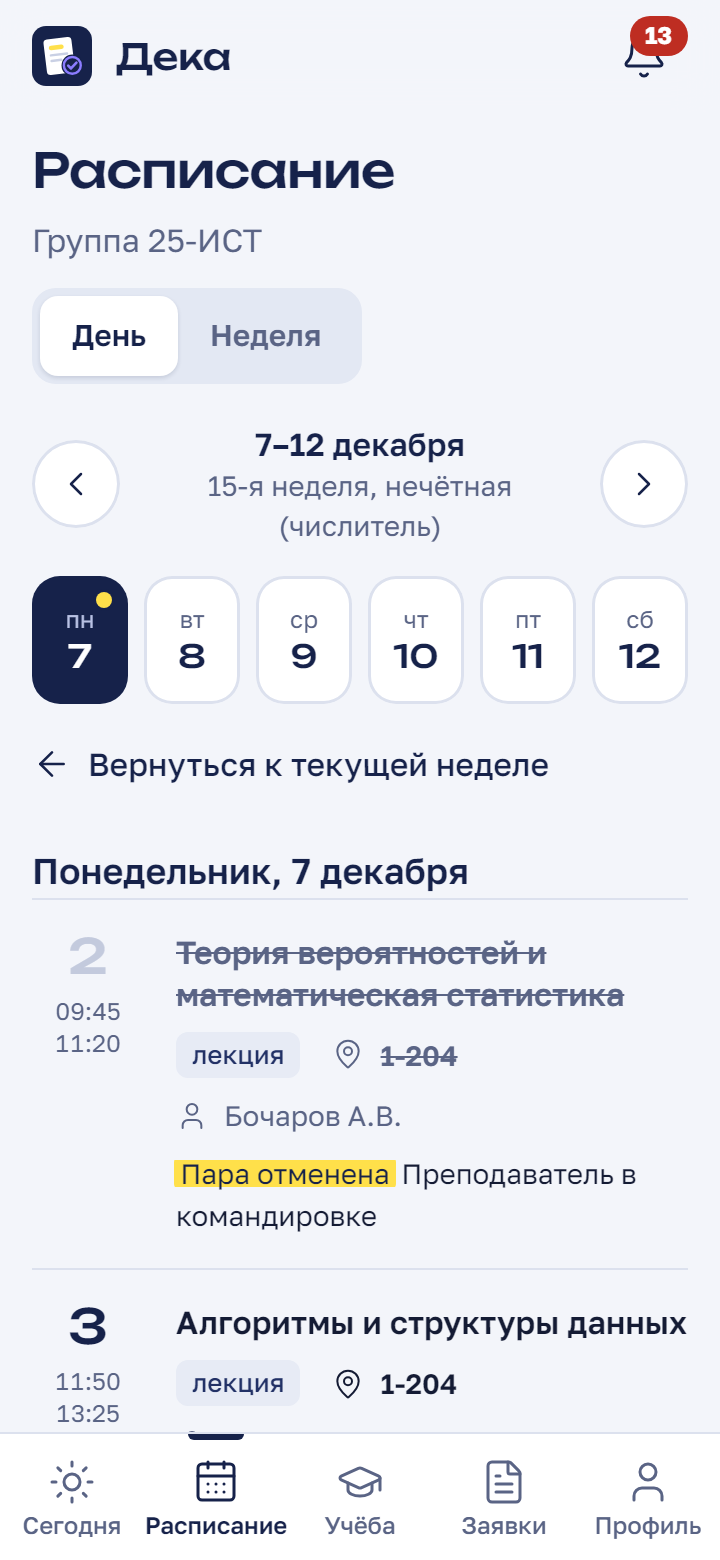 Дека
13
Расписание
Группа 25-ИСТ
День
Неделя
7–12 декабря
15-я неделя, нечётная
(числитель)
пн
7
вт
8
ср
9
чт
10
пт
11
сб
12
Вернуться к текущей неделе
Понедельник, 7 декабря
2
09:45
11:20
Теория вероятностей и
математическая статистика
лекция
1-204
Бочаров А.В.
Пара отменена Преподаватель в
командировке
3
11:50
13:25
Алгоритмы и структуры данных
лекция
1-204
Сегодня
Расписание
Учёба
Заявки
Профиль